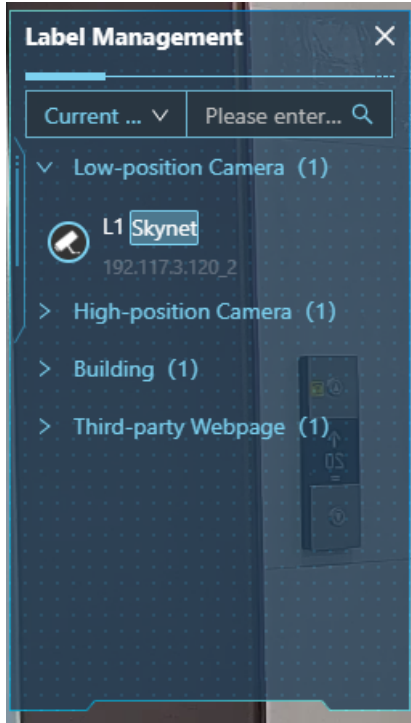 Label Management
Current ...
Please enter...
Low-position Camera (1)
L1 Skynet
192.117.3.120_2
High-position Camera (1)
Building (1)
Third-party Webpage (1)
20